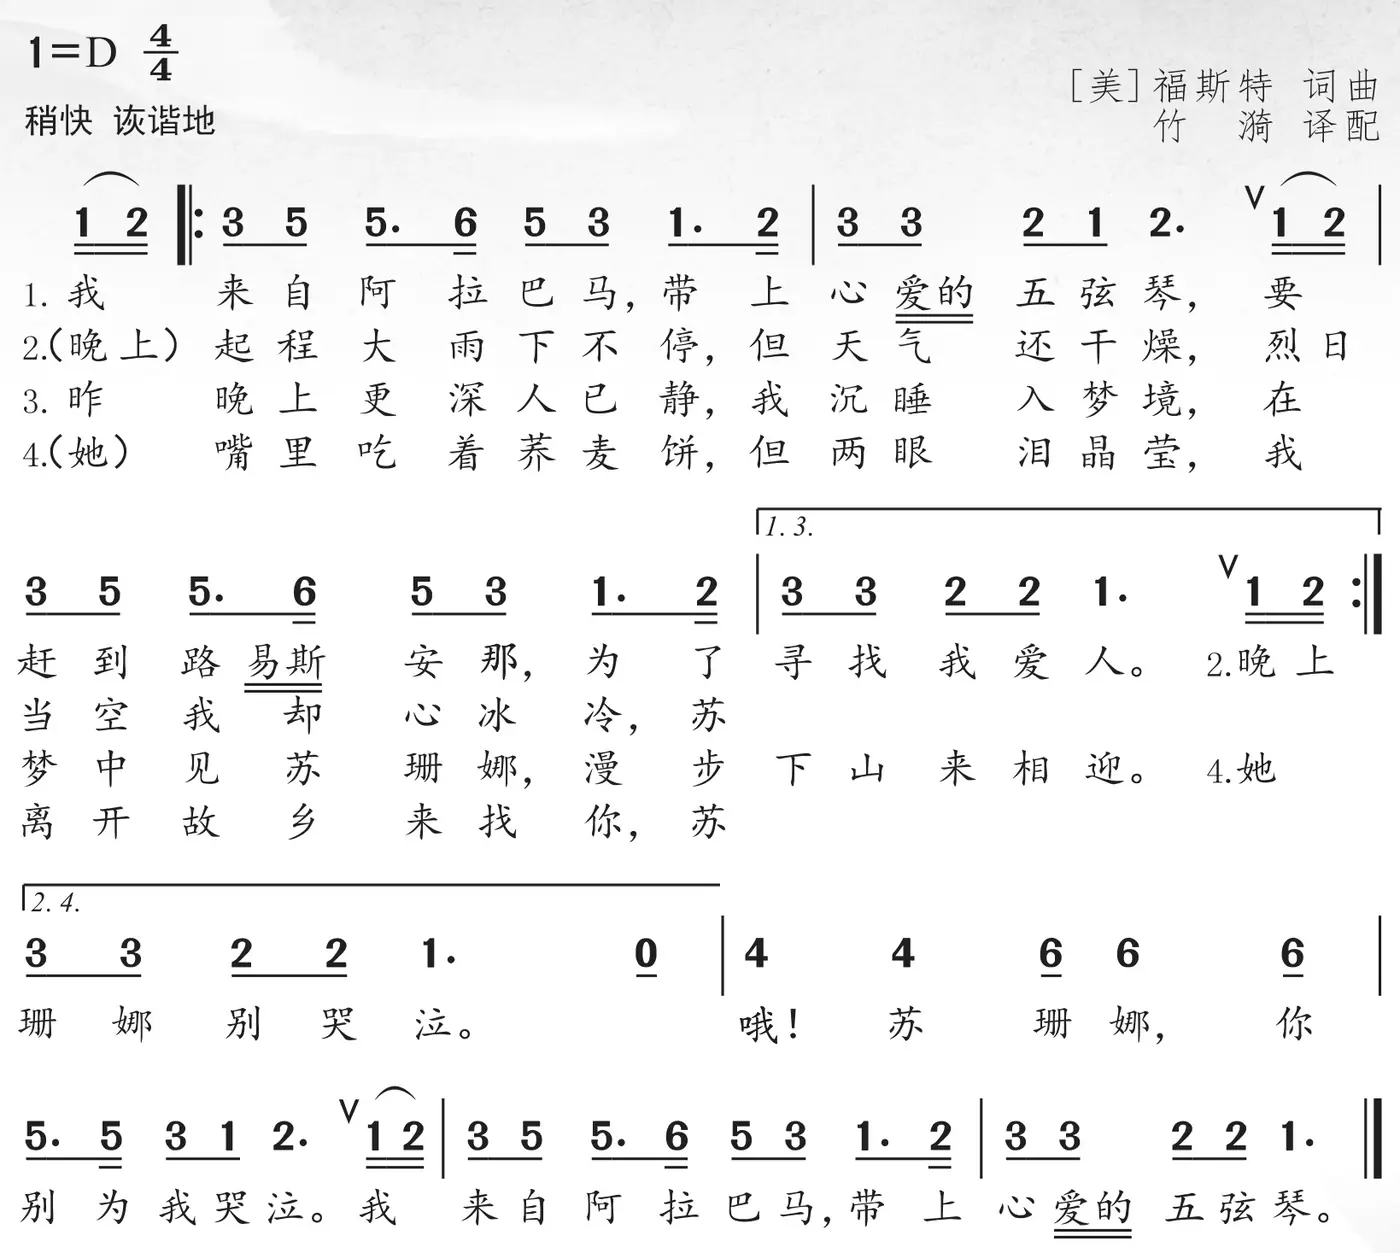 1=D 4/4
[美]福斯特 词曲
稍快 诙谐地
竹 漪 译配
1 2 3 5 5. 6 5 3 1. 2 | 3 3 2 1 2. ∨ 1 2 |
1. 我 来 自 阿 拉 巴 马, 带 上 心 爱的 五 弦 琴, 要
2.(晚 上) 起 程 大 雨 下 不 停, 但 天 气 还 干 燥, 烈 日
3. 昨 晚 上 更 深 人 已 静, 我 沉 睡 入 梦 境, 在
4.(她) 嘴 里 吃 着 荞 麦 饼, 但 两 眼 泪 晶 莹, 我
1. 3.
3 5 5. 6 5 3 1. 2 | 3 3 2 2 1. ∨ 1 2 :|
赶 到 路 易斯 安 那, 为 了 寻 找 我 爱 人。 2.晚 上
当 空 我 却 心 冰 冷, 苏
梦 中 见 苏 珊 娜, 漫 步 下 山 来 相 迎。 4.她
离 开 故 乡 来 找 你, 苏
2. 4.
3 3 2 2 1. 0 | 4 4 6 6 6 |
珊 娜 别 哭 泣。 哦! 苏 珊 娜, 你
5. 5 3 1 2. ∨ 1 2 | 3 5 5. 6 5 3 1. 2 | 3 3 2 2 1. ‖
别 为 我 哭 泣。 我 来 自 阿 拉 巴 马, 带 上 心 爱的 五 弦 琴。